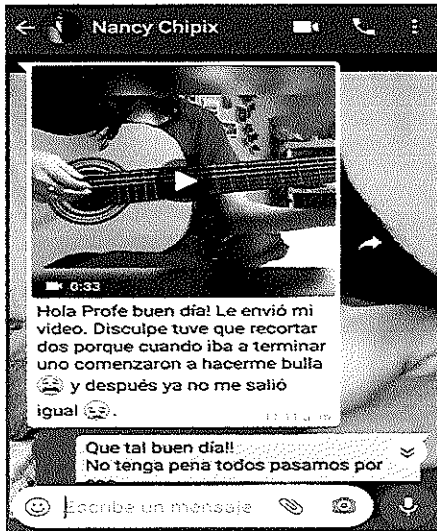 Nancy Chipix
0:33
Hola Profe buen día! Le envió mi
video. Disculpe tuve que recortar
dos porque cuando iba a terminar
uno comenzaron a hacerme bulla
y después ya no me salió
igual
Que tal buen día!!
No tenga pena todos pasamos por
Escribe un mensaje